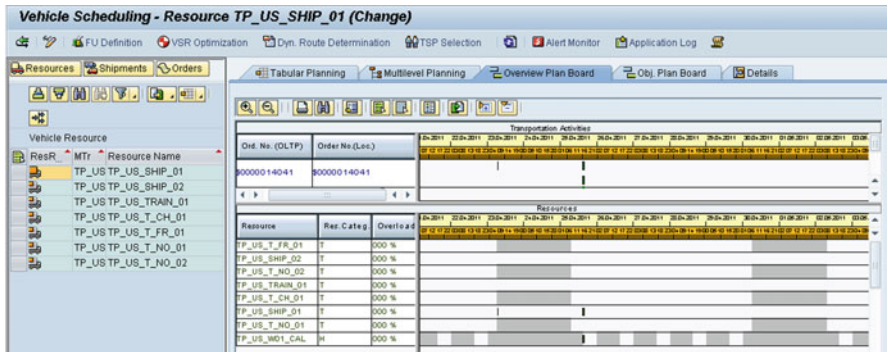 Vehicle Scheduling - Resource TP_US_SHIP_01 (Change)
FU Definition VSR Optimization Dyn. Route Determination TSP Selection Alert Monitor Application Log
Resources Shipments Orders
Tabular Planning Multilevel Planning Overview Plan Board Obj. Plan Board Details
Vehicle Resource
ResR_ MTr Resource Name
TP_US TP_US_SHIP_01
TP_US TP_US_SHIP_02
TP_US TP_US_TRAIN_01
TP_US TP_US_T_CH_01
TP_US TP_US_T_FR_01
TP_US TP_US_T_NO_01
TP_US TP_US_T_NO_02
Transportation Activities
Ord. No. (OLTP) Order No.(Loc.)
$0000014041 $0000014041
Resources
Resource Res.Categ. Overload
TP_US_T_FR_01 T 000 %
TP_US_SHIP_02 T 000 %
TP_US_T_NO_02 T 000 %
TP_US_TRAIN_01 T 000 %
TP_US_T_CH_01 T 000 %
TP_US_SHIP_01 T 000 %
TP_US_T_NO_01 T 000 %
TP_US_WO1_CAL H 000 %